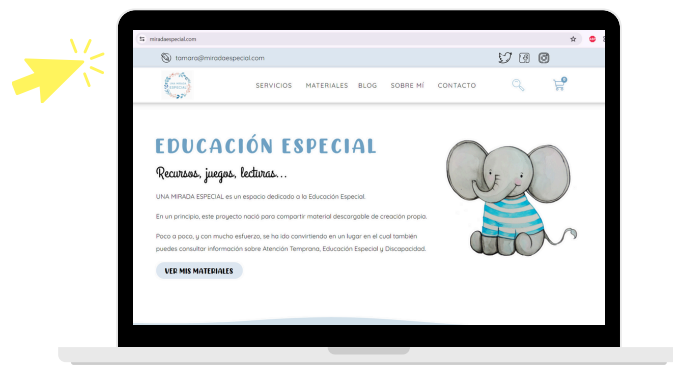 miradaespecial.com
tamara@miradaespecial.com
UNA MIRADA
ESPECIAL
SERVICIOS MATERIALES BLOG SOBRE MÍ CONTACTO
EDUCACIÓN ESPECIAL
Recursos, juegos, lecturas...
UNA MIRADA ESPECIAL es un espacio dedicado a la Educación Especial.
En un principio, este proyecto nació para compartir material descargable de creación propia.
Poco a poco, y con mucho esfuerzo, se ha ido convirtiendo en un lugar en el cual también
puedes consultar información sobre Atención Temprana, Educación Especial y Discapacidad.
VER MIS MATERIALES